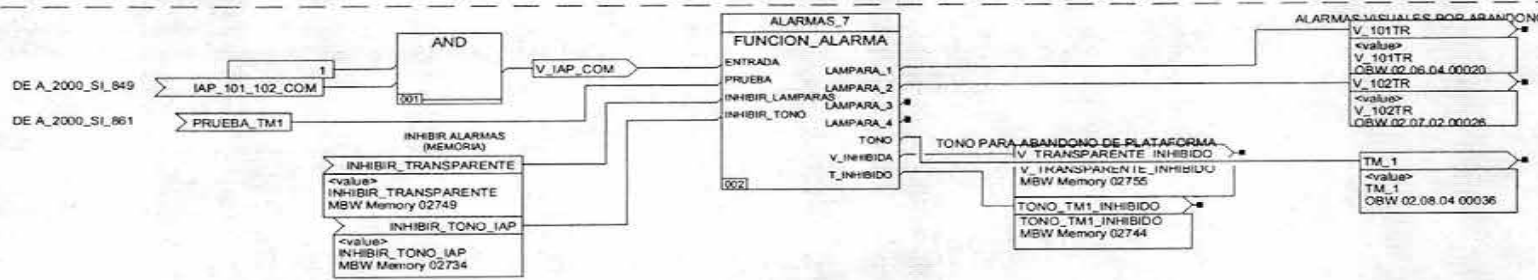 DE A_2000_SI_849
DE A_2000_SI_861
1
IAP_101_102_COM
PRUEBA_TM1
AND
001
V_IAP_COM
INHIBIR ALARMAS
(MEMORIA)
INHIBIR_TRANSPARENTE
<value>
INHIBIR_TRANSPARENTE
MBW Memory 02749
INHIBIR_TONO_IAP
<value>
INHIBIR_TONO_IAP
MBW Memory 02734
ALARMAS_7
FUNCION_ALARMA
ENTRADA
PRUEBA
INHIBIR_LAMPARAS
INHIBIR_TONO
LAMPARA_1
LAMPARA_2
LAMPARA_3
LAMPARA_4
TONO
V_INHIBIDA
T_INHIBIDO
002
TONO PARA ABANDONO DE PLATAFORMA
V_TRANSPARENTE_INHIBIDO
V_TRANSPARENTE_INHIBIDO
MBW Memory 02755
TONO_TM1_INHIBIDO
TONO_TM1_INHIBIDO
MBW Memory 02744
ALARMAS VISUALES POR ABANDONO
V_101TR
<value>
V_101TR
OBW 02.06.04.00020
V_102TR
<value>
V_102TR
OBW 02.07.02.00026
TM_1
<value>
TM_1
OBW 02.08.04.00036